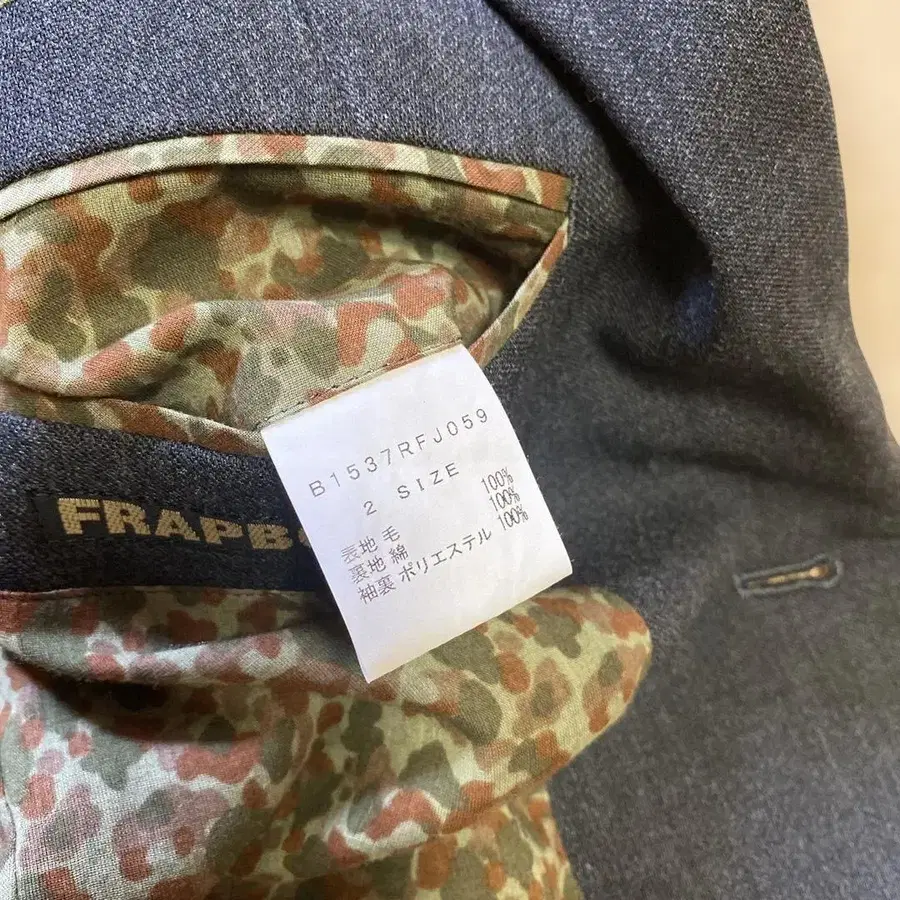 B1537RFJ059
2 SIZE
表地 毛 100%
裏地 綿 100%
袖裏 ポリエステル 100%
FRAPB